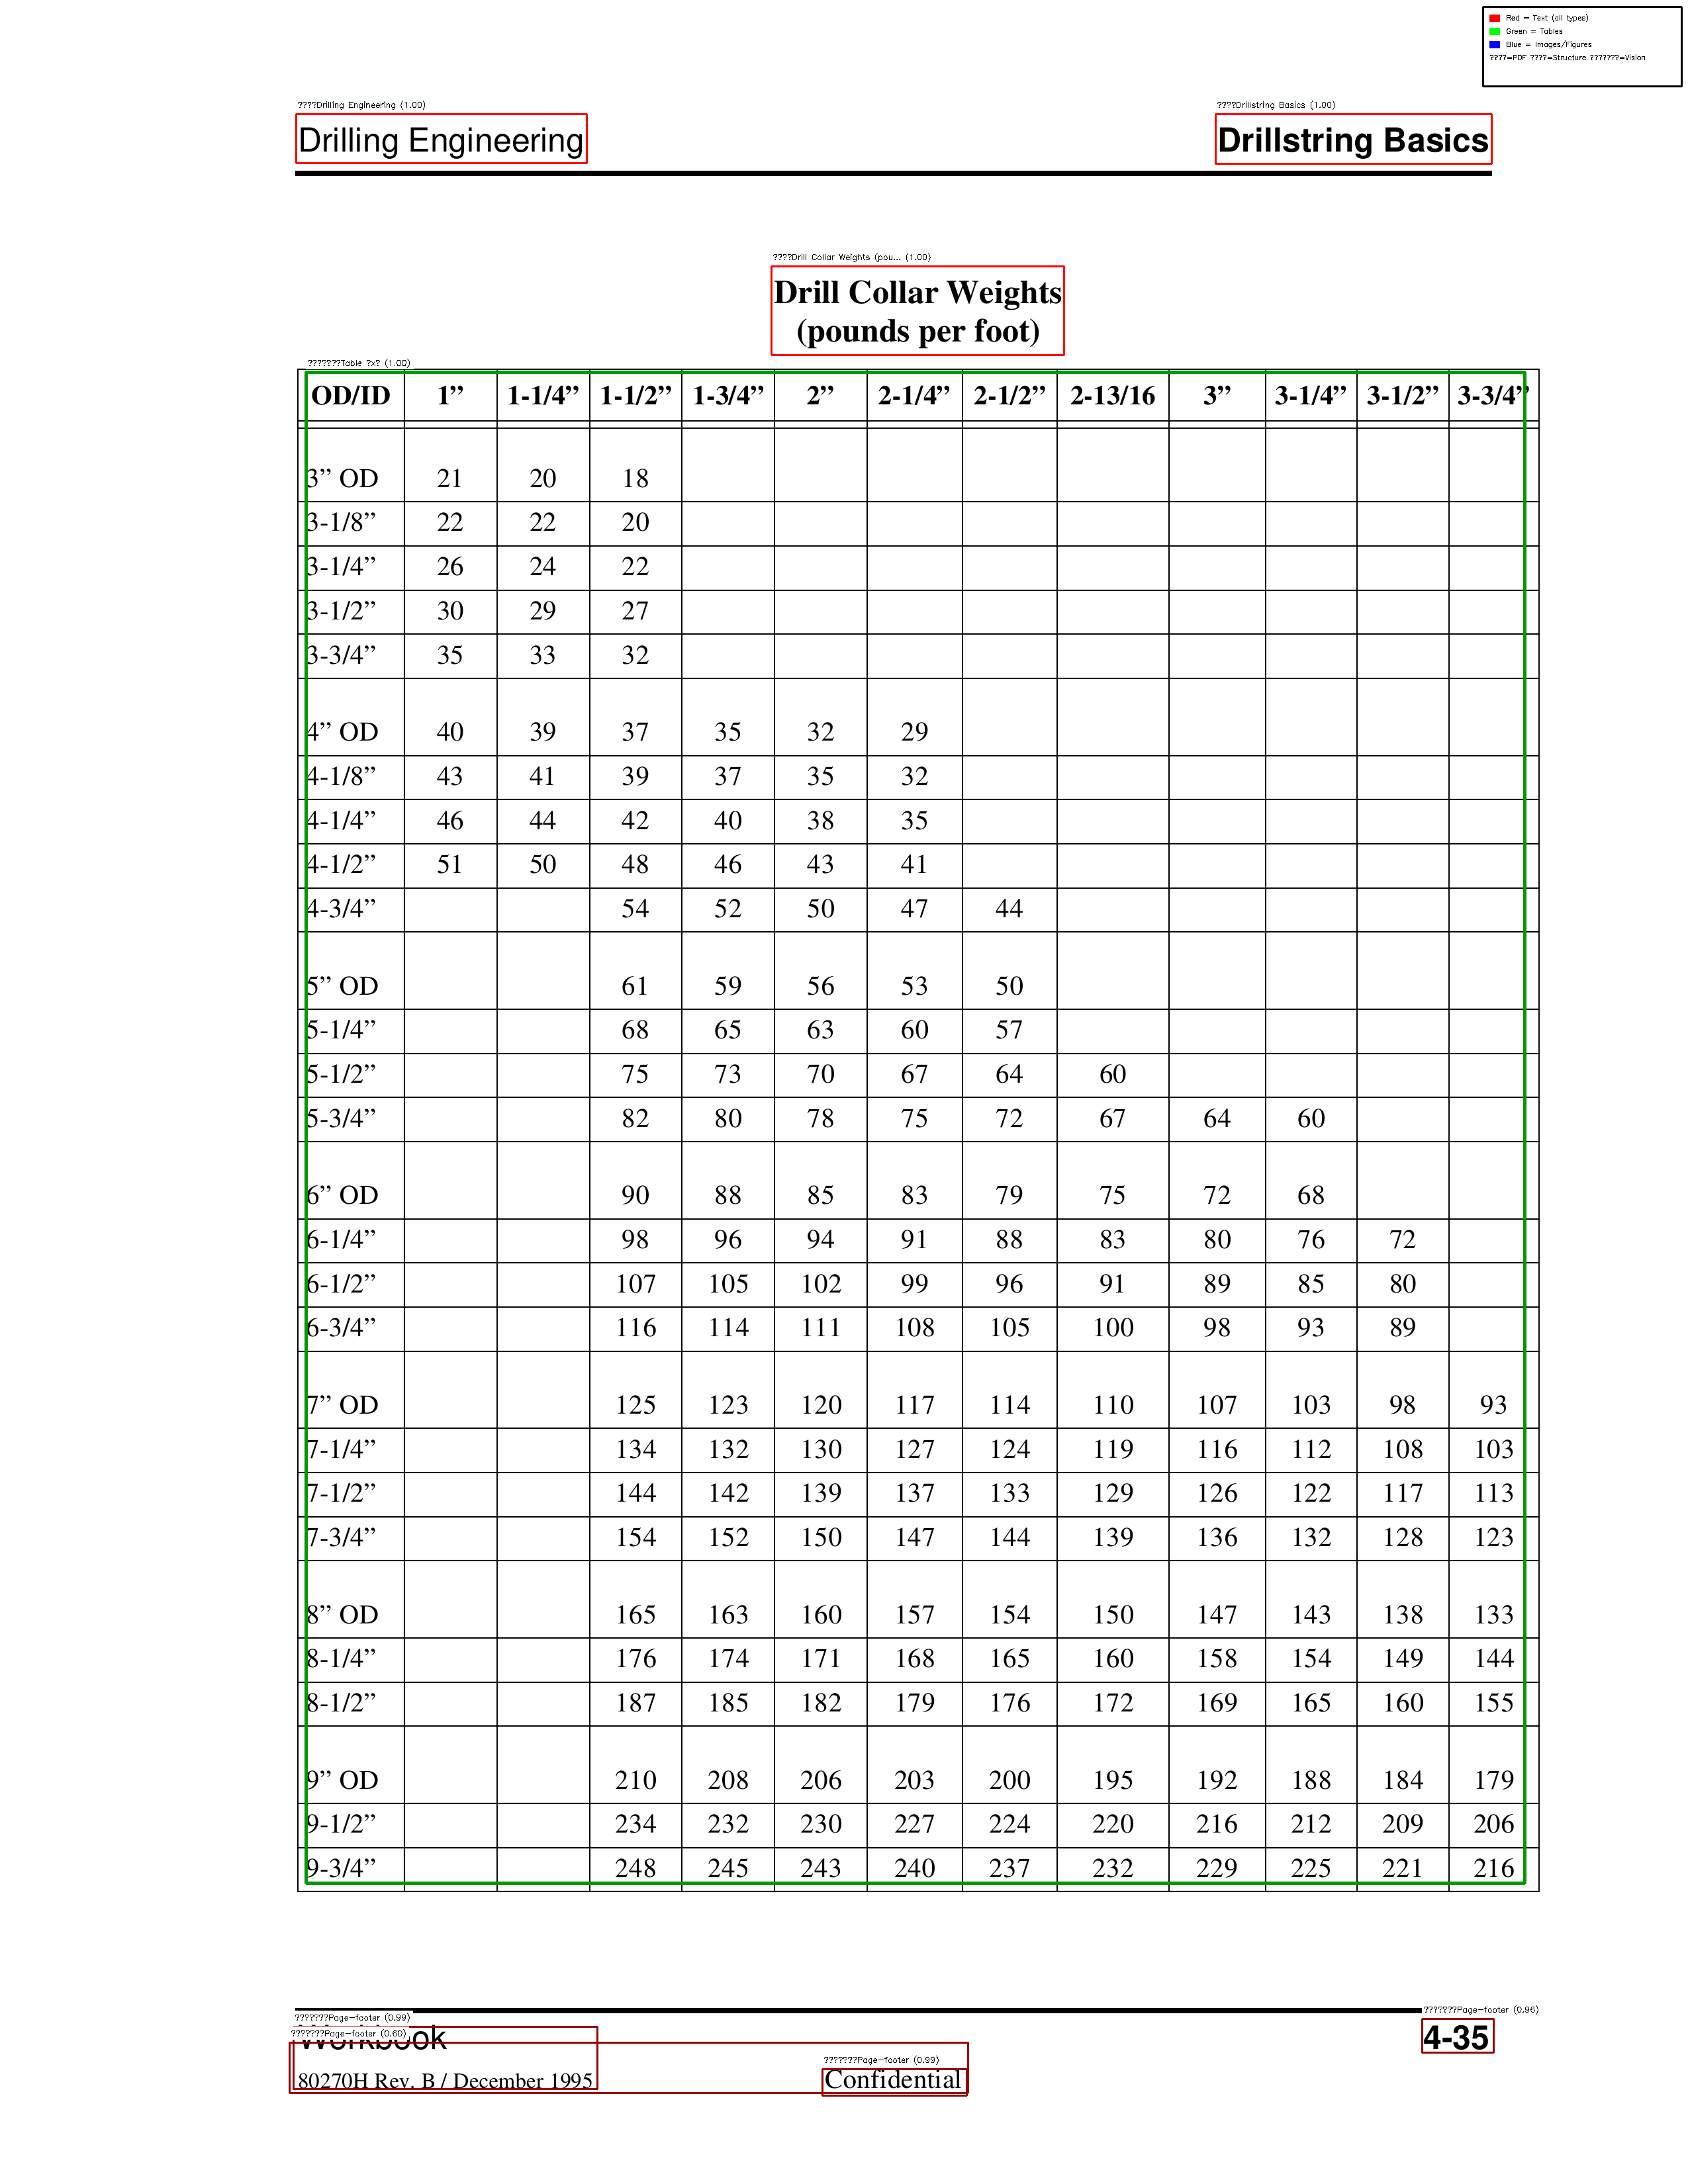 Red = Text (all types)
Green = Tables
Blue = Images/Figures
????=PDF ????=Structure ???????=Vision
????Drilling Engineering (1.00)
????Drillstring Basics (1.00)
Drilling Engineering
Drillstring Basics
????Drill Collar Weights (pou... (1.00)
Drill Collar Weights
(pounds per foot)
???????Table ?x? (1.00)
OD/ID 1” 1-1/4” 1-1/2” 1-3/4” 2” 2-1/4” 2-1/2” 2-13/16 3” 3-1/4” 3-1/2” 3-3/4”
3” OD 21 20 18
3-1/8” 22 22 20
3-1/4” 26 24 22
3-1/2” 30 29 27
3-3/4” 35 33 32
4” OD 40 39 37 35 32 29
4-1/8” 43 41 39 37 35 32
4-1/4” 46 44 42 40 38 35
4-1/2” 51 50 48 46 43 41
4-3/4” 54 52 50 47 44
5” OD 61 59 56 53 50
5-1/4” 68 65 63 60 57
5-1/2” 75 73 70 67 64 60
5-3/4” 82 80 78 75 72 67 64 60
6” OD 90 88 85 83 79 75 72 68
6-1/4” 98 96 94 91 88 83 80 76 72
6-1/2” 107 105 102 99 96 91 89 85 80
6-3/4” 116 114 111 108 105 100 98 93 89
7” OD 125 123 120 117 114 110 107 103 98 93
7-1/4” 134 132 130 127 124 119 116 112 108 103
7-1/2” 144 142 139 137 133 129 126 122 117 113
7-3/4” 154 152 150 147 144 139 136 132 128 123
8” OD 165 163 160 157 154 150 147 143 138 133
8-1/4” 176 174 171 168 165 160 158 154 149 144
8-1/2” 187 185 182 179 176 172 169 165 160 155
9” OD 210 208 206 203 200 195 192 188 184 179
9-1/2” 234 232 230 227 224 220 216 212 209 206
9-3/4” 248 245 243 240 237 232 229 225 221 216
???????Page-footer (0.99)
???????Page-footer (0.96)
???????Page-footer (0.60)
Workbook
4-35
???????Page-footer (0.99)
80270H Rev. B / December 1995
Confidential